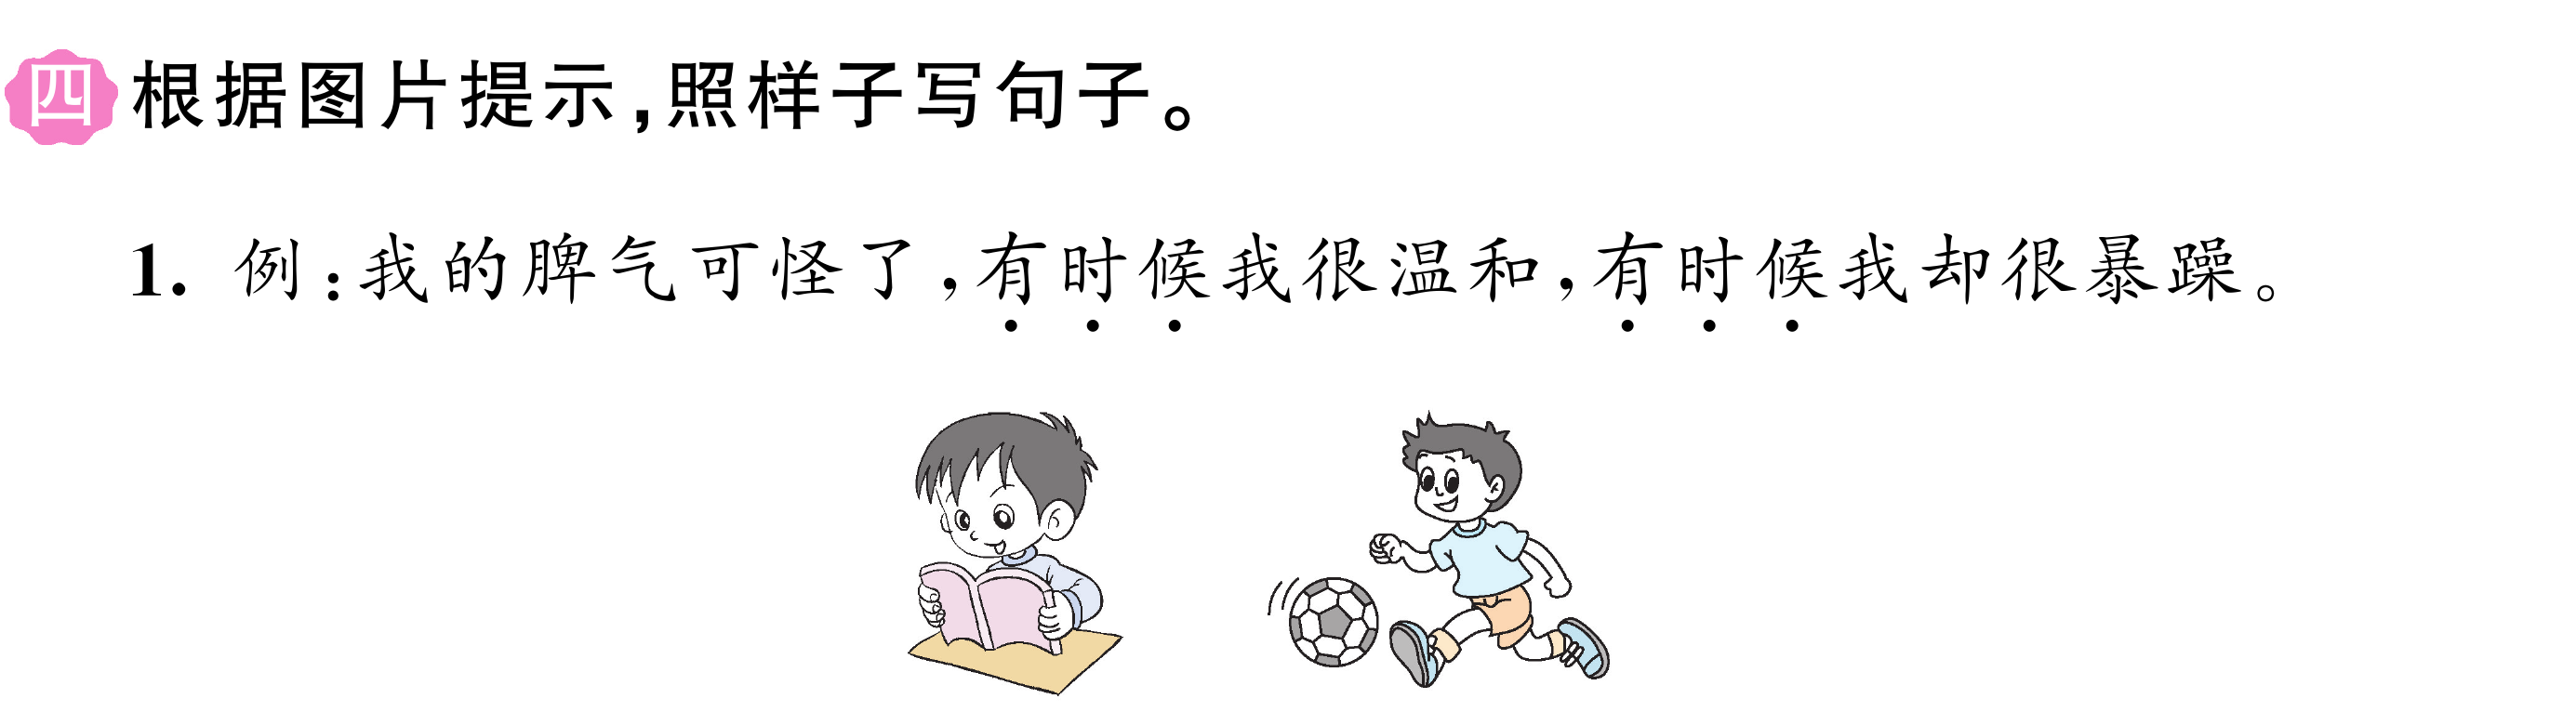 四 根据图片提示,照样子写句子。
1. 例:我的脾气可怪了,有时候我很温和,有时候我却很暴躁。